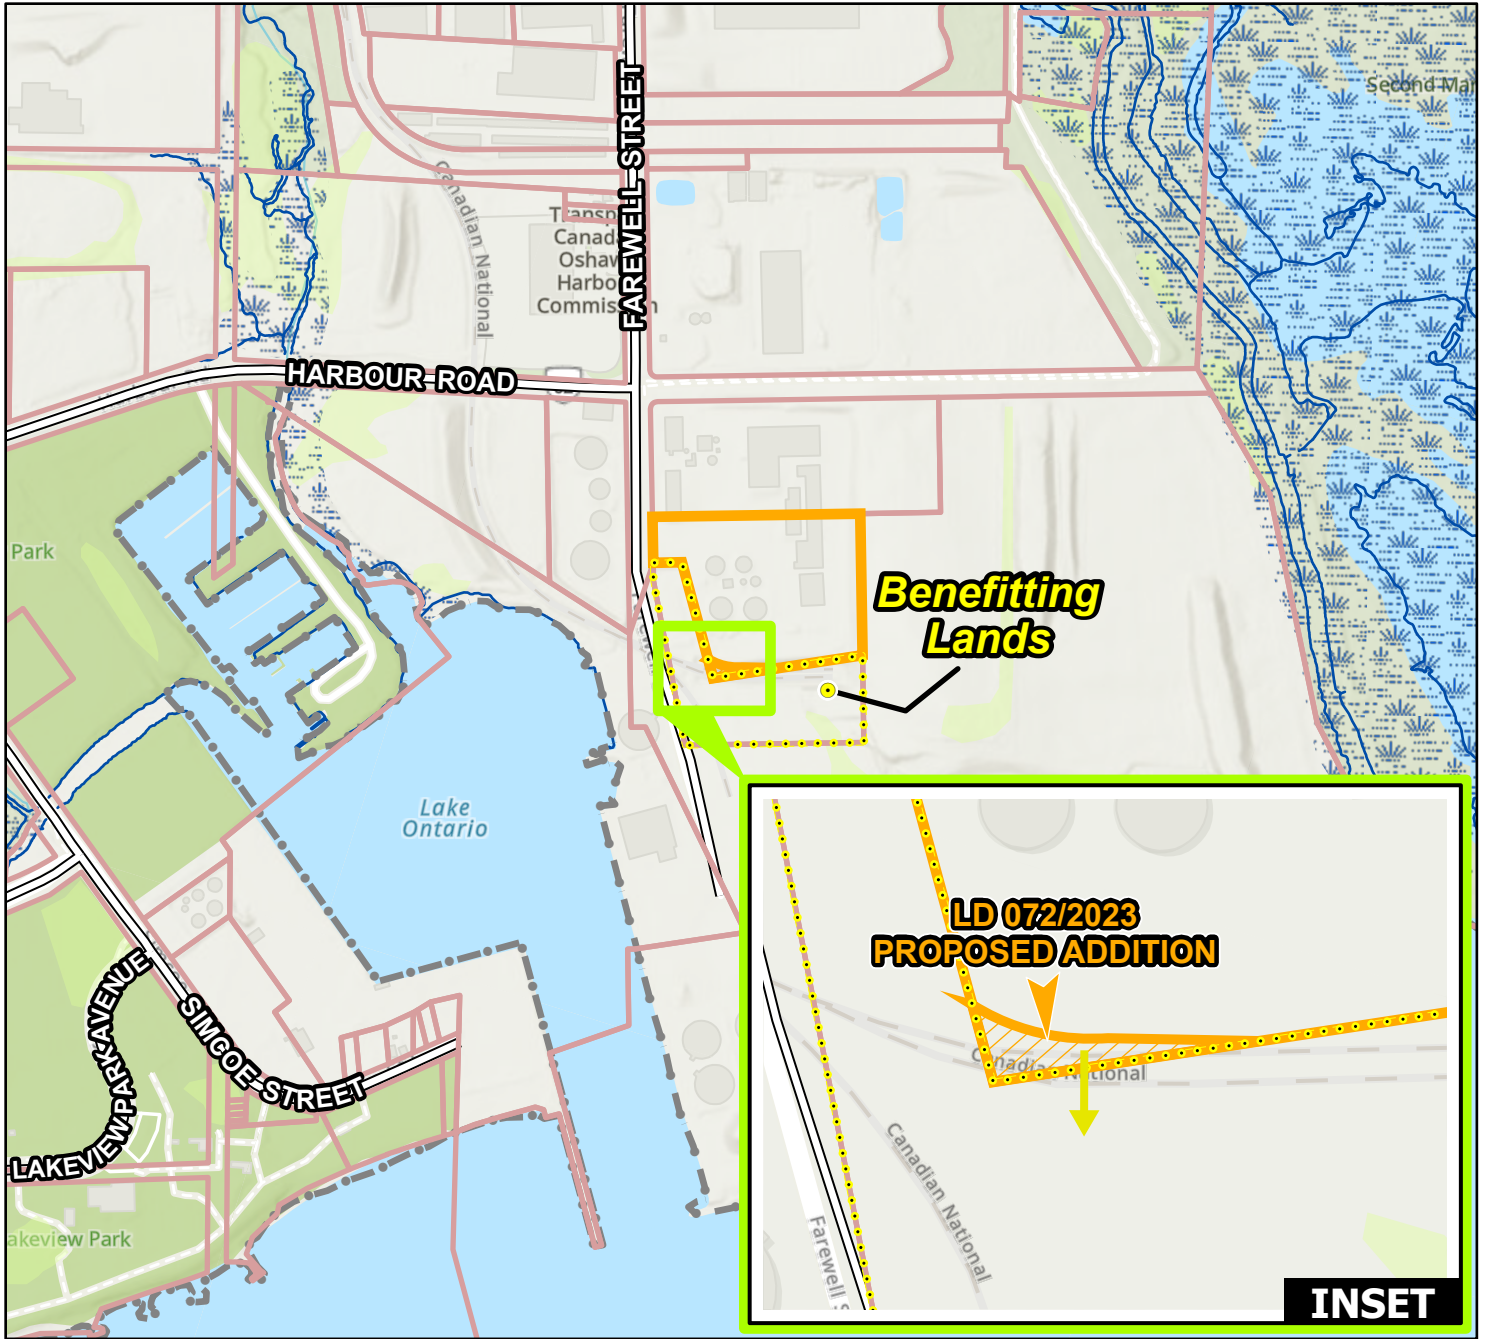 Second Mar
FAREWELL STREET
Canadian National
Transp
Canad
Oshaw
Harbo
Commis n
HARBOUR ROAD
Park
Benefitting
Lands
Lake
Ontario
LAKEVIEW PARK AVENUE
SIMCOE STREET
akeview Park
LD 072/2023
PROPOSED ADDITION
Canadian National
Canadian National
Farewell S
INSET